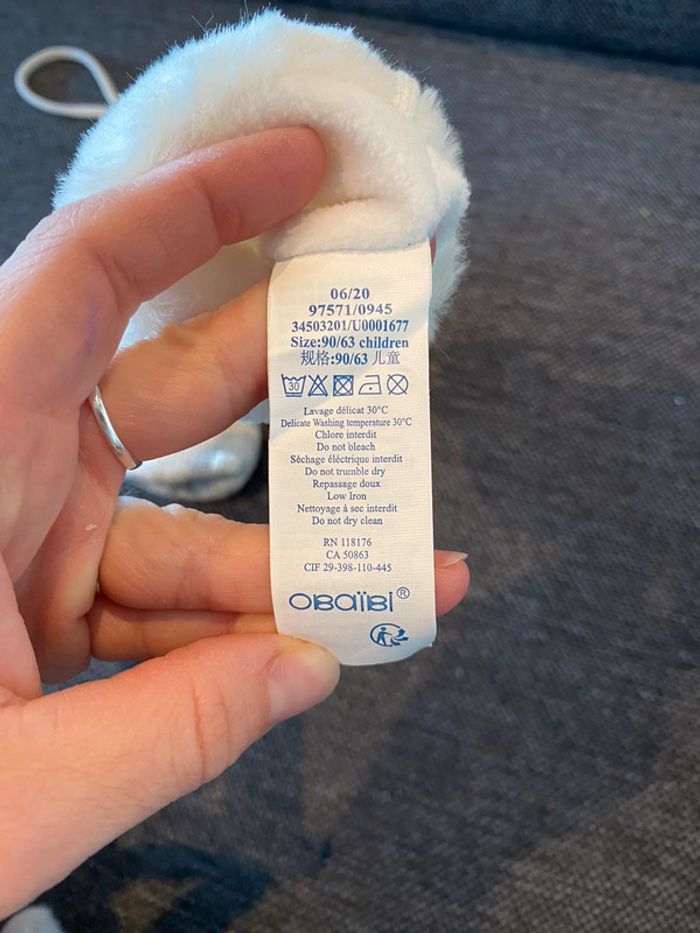 06/20
97571/0945
34503201/U0001677
Size:90/63 children
规格:90/63 儿童
30
Lavage délicat 30°C
Delicate Washing temperature 30°C
Chlore interdit
Do not bleach
Séchage éléctrique interdit
Do not trumble dry
Repassage doux
Low Iron
Nettoyage à sec interdit
Do not dry clean
RN 118176
CA 50863
CIF 29-398-110-445
OBaïBi®